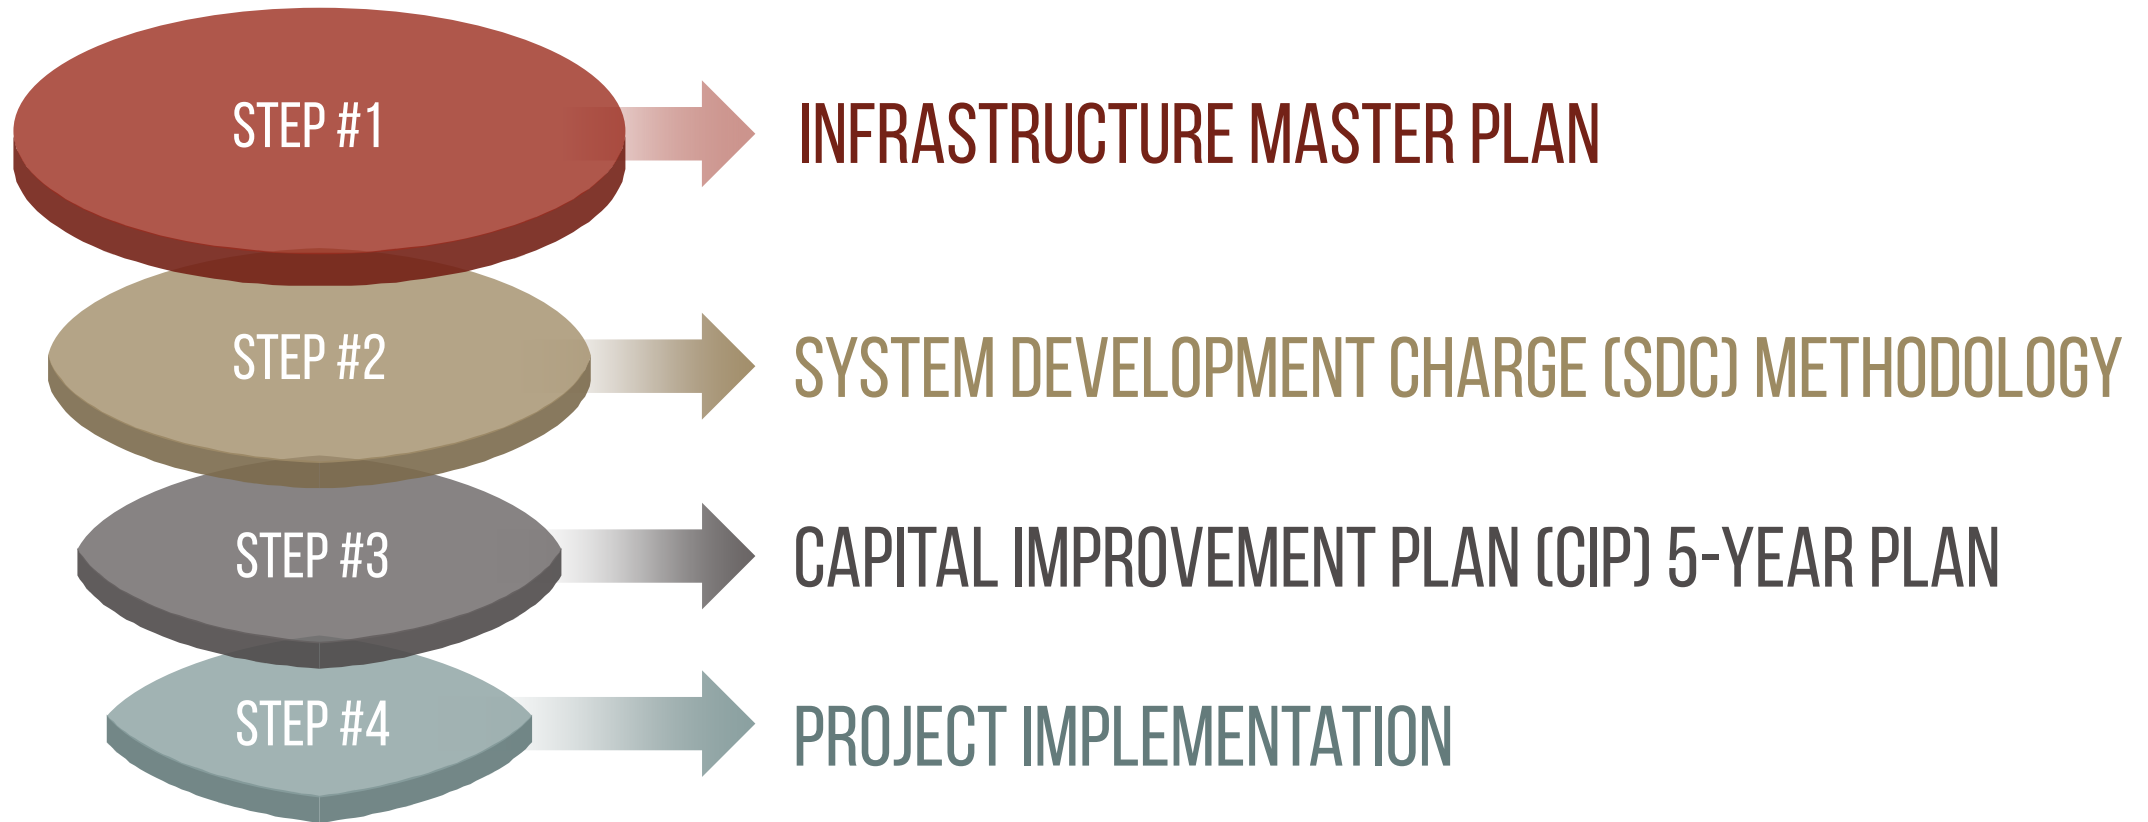 STEP #1
INFRASTRUCTURE MASTER PLAN
STEP #2
SYSTEM DEVELOPMENT CHARGE (SDC) METHODOLOGY
STEP #3
CAPITAL IMPROVEMENT PLAN (CIP) 5-YEAR PLAN
STEP #4
PROJECT IMPLEMENTATION